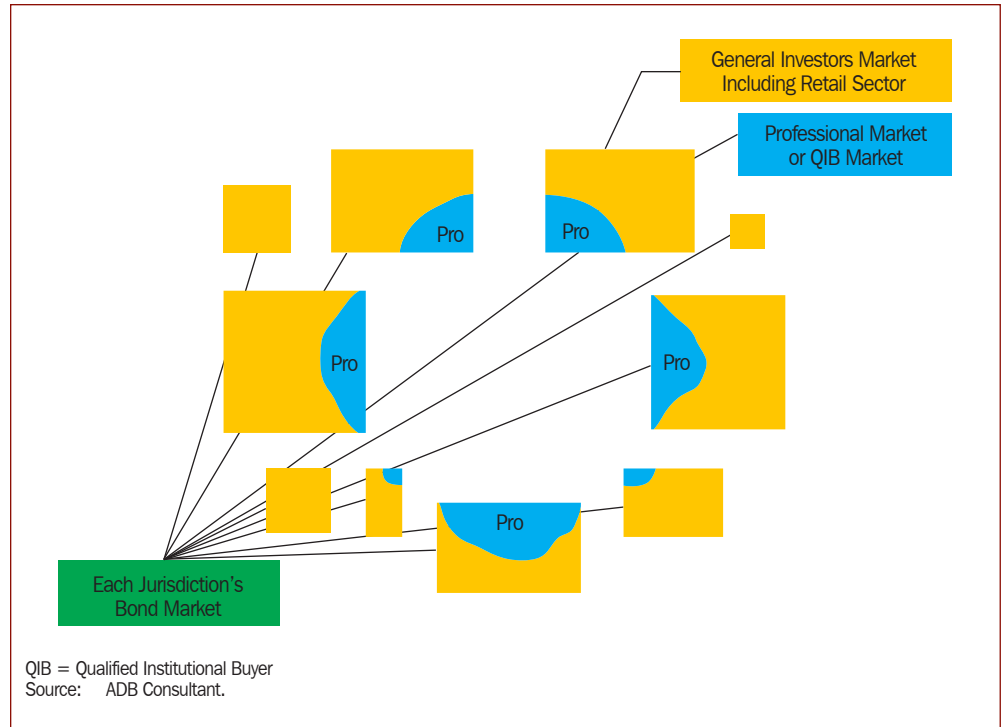 General Investors Market
Including Retail Sector
Professional Market
or QIB Market
Pro
Pro
Pro
Pro
Pro
Each Jurisdiction's
Bond Market
QIB = Qualified Institutional Buyer
Source: ADB Consultant.